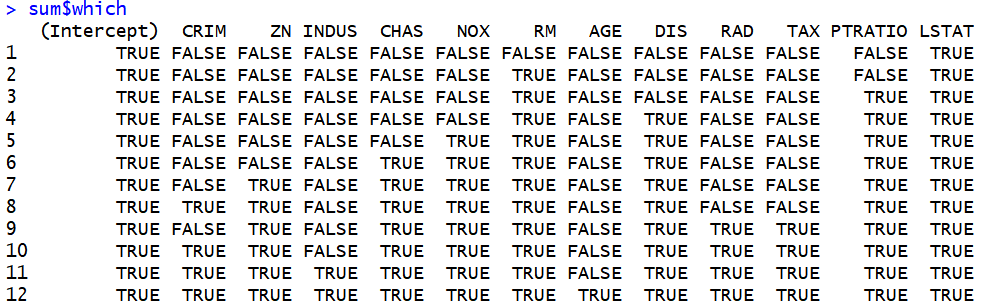 > sum$which
(Intercept) CRIM ZN INDUS CHAS NOX RM AGE DIS RAD TAX PTRATIO LSTAT
1 TRUE FALSE FALSE FALSE FALSE FALSE FALSE FALSE FALSE FALSE FALSE FALSE TRUE
2 TRUE FALSE FALSE FALSE FALSE FALSE TRUE FALSE FALSE FALSE FALSE FALSE TRUE
3 TRUE FALSE FALSE FALSE FALSE FALSE TRUE FALSE FALSE FALSE FALSE TRUE TRUE
4 TRUE FALSE FALSE FALSE FALSE FALSE TRUE FALSE TRUE FALSE FALSE TRUE TRUE
5 TRUE FALSE FALSE FALSE FALSE TRUE TRUE FALSE TRUE FALSE FALSE TRUE TRUE
6 TRUE FALSE FALSE FALSE TRUE TRUE TRUE FALSE TRUE FALSE FALSE TRUE TRUE
7 TRUE FALSE TRUE FALSE TRUE TRUE TRUE FALSE TRUE FALSE FALSE TRUE TRUE
8 TRUE TRUE TRUE FALSE TRUE TRUE TRUE FALSE TRUE FALSE FALSE TRUE TRUE
9 TRUE FALSE TRUE FALSE TRUE TRUE TRUE FALSE TRUE TRUE TRUE TRUE TRUE
10 TRUE TRUE TRUE FALSE TRUE TRUE TRUE FALSE TRUE TRUE TRUE TRUE TRUE
11 TRUE TRUE TRUE TRUE TRUE TRUE TRUE FALSE TRUE TRUE TRUE TRUE TRUE
12 TRUE TRUE TRUE TRUE TRUE TRUE TRUE TRUE TRUE TRUE TRUE TRUE TRUE